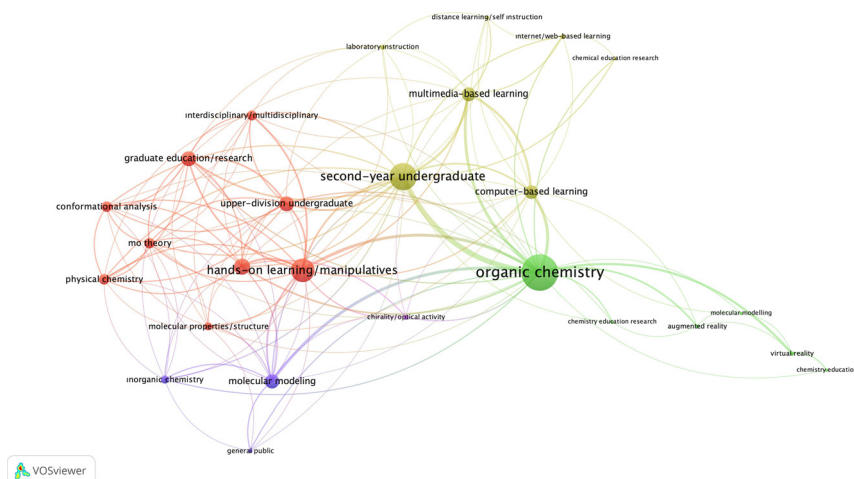 distance learning/self instruction
internet/web-based learning
laboratory instruction
chemical education research
multimedia-based learning
interdisciplinary/multidisciplinary
graduate education/research
second-year undergraduate
computer-based learning
conformational analysis
upper-division undergraduate
mo theory
hands-on learning/manipulatives
organic chemistry
physical chemistry
molecular modelling
chirality/optical activity
chemistry education research
augmented reality
molecular properties/structure
virtual reality
chemistry educatio
inorganic chemistry
molecular modeling
general public
VOSviewer